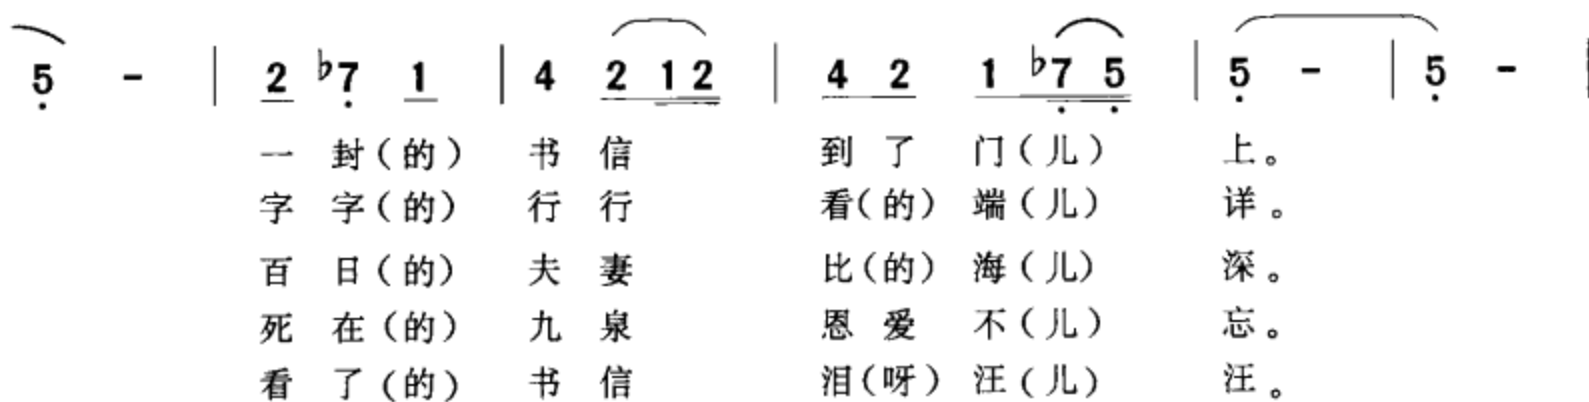 5 - | 2 ♭7 1 | 4 2 1 2 | 4 2 1 ♭7 5 | 5 - | 5 -
一 封(的) 书 信 到 了 门(儿) 上。
字 字(的) 行 行 看(的) 端(儿) 详。
百 日(的) 夫 妻 比(的) 海(儿) 深。
死 在(的) 九 泉 恩 爱 不(儿) 忘。
看 了(的) 书 信 泪(呀) 汪(儿) 汪。